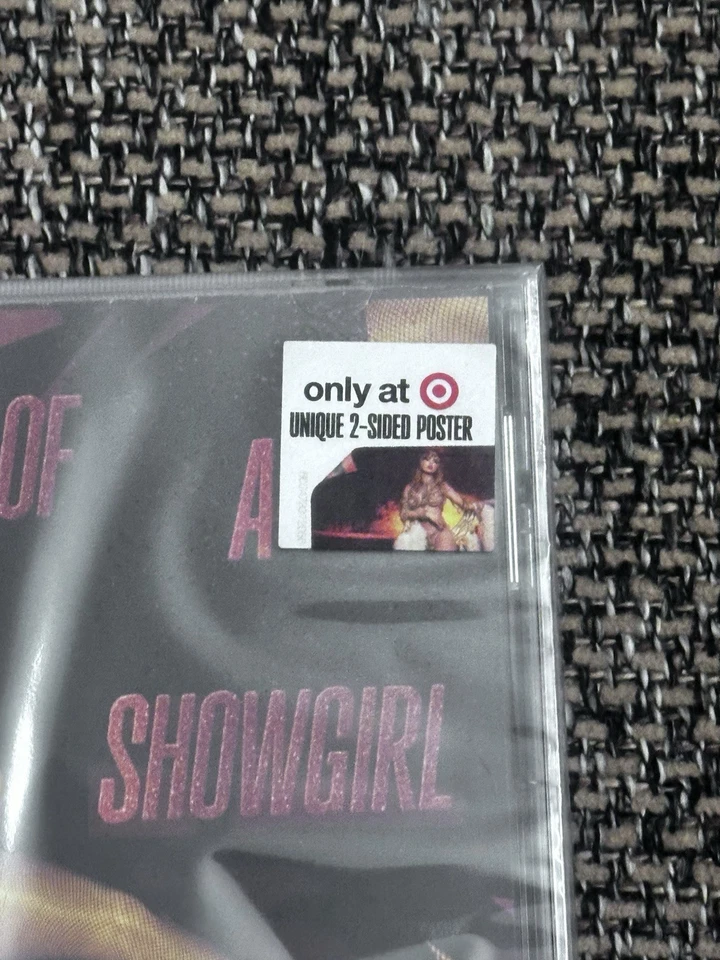 only at
UNIQUE 2-SIDED POSTER
OF
A
SHOWGIRL